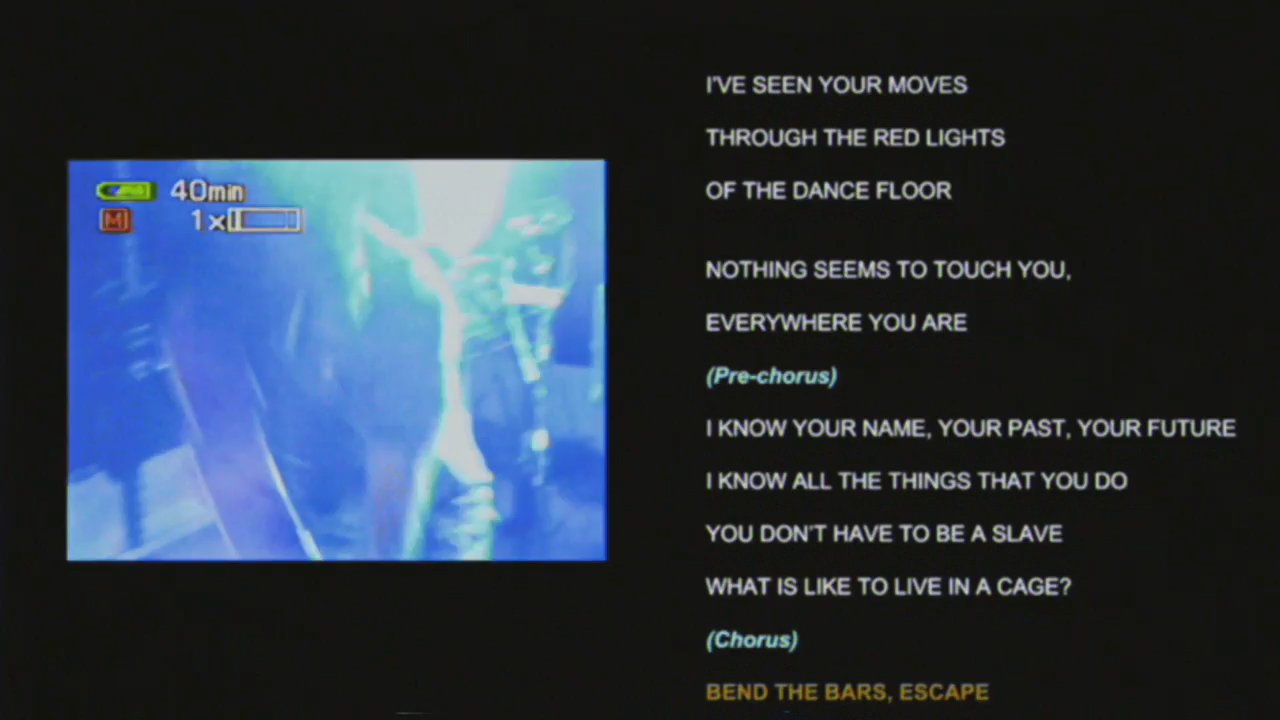 40min
M
1x
I'VE SEEN YOUR MOVES
THROUGH THE RED LIGHTS
OF THE DANCE FLOOR
NOTHING SEEMS TO TOUCH YOU,
EVERYWHERE YOU ARE
(Pre-chorus)
I KNOW YOUR NAME, YOUR PAST, YOUR FUTURE
I KNOW ALL THE THINGS THAT YOU DO
YOU DON'T HAVE TO BE A SLAVE
WHAT IS LIKE TO LIVE IN A CAGE?
(Chorus)
BEND THE BARS, ESCAPE